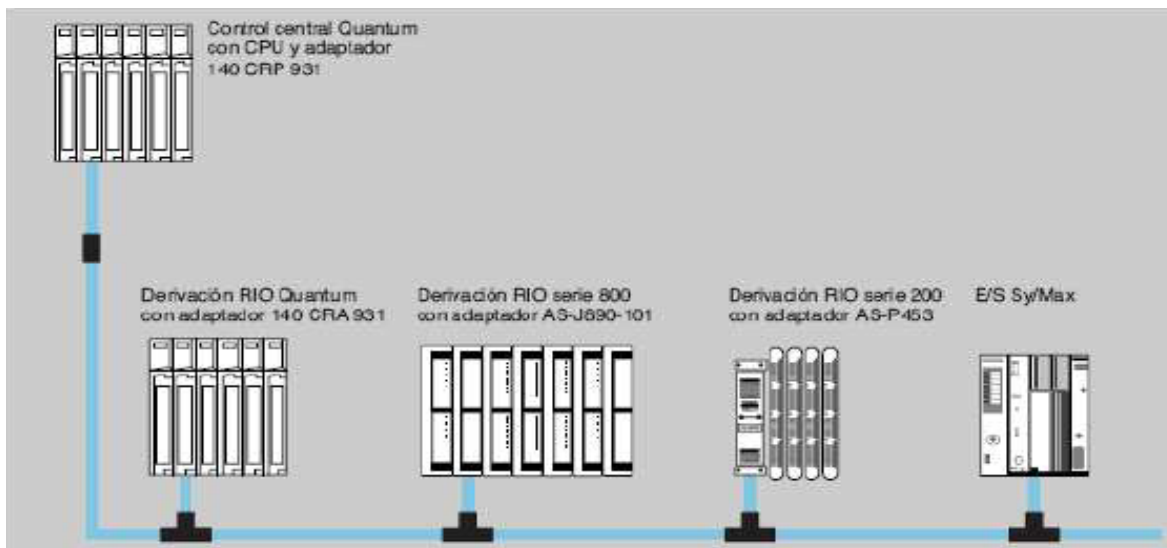 Control central Quantum
con CPU y adaptador
140 CRP 931
Derivación RIO Quantum
con adaptador 140 CRA 931
Derivación RIO serie 800
con adaptador AS-J890-101
Derivación RIO serie 200
con adaptador AS-P453
E/S Sy/Max